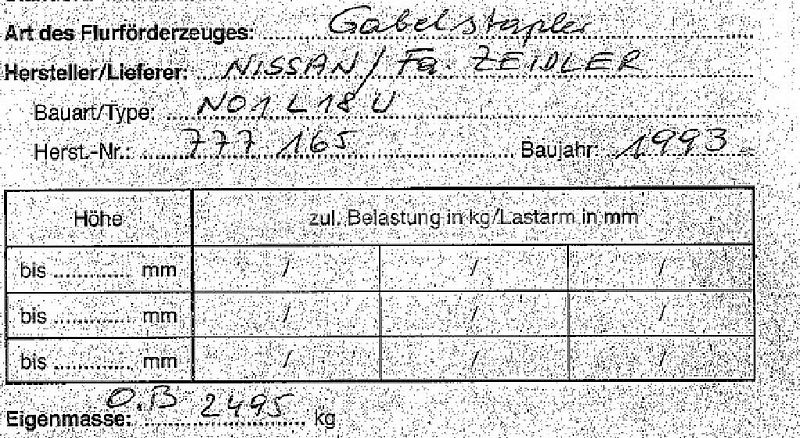 Art des Flurförderzeuges: Gabelstapler
Hersteller/Lieferer: NISSAN / Fa. ZEIDLER
Bauart/Type: NO1L18U
Herst.-Nr.: 777 165 Baujahr: 1993
Höhe zul. Belastung in kg/Lastarm in mm
bis ............ mm / / /
bis ............ mm / / /
bis ............ mm / / /
Eigenmasse: O.B 2495 kg